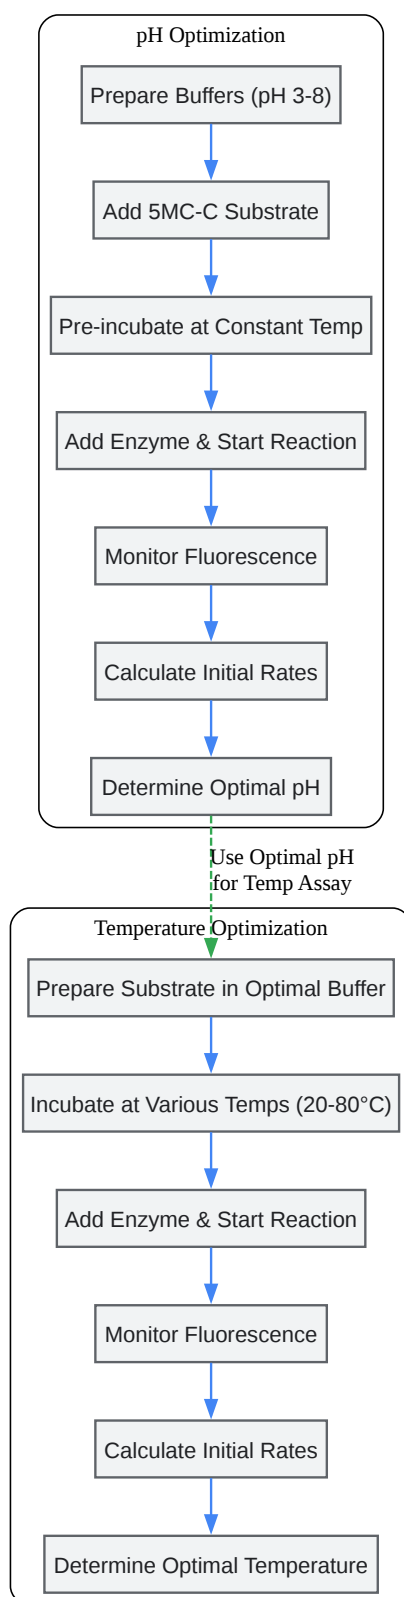 pH Optimization
Prepare Buffers (pH 3-8)
Add 5MC-C Substrate
Pre-incubate at Constant Temp
Add Enzyme & Start Reaction
Monitor Fluorescence
Calculate Initial Rates
Determine Optimal pH
Use Optimal pH
for Temp Assay
Temperature Optimization
Prepare Substrate in Optimal Buffer
Incubate at Various Temps (20-80°C)
Add Enzyme & Start Reaction
Monitor Fluorescence
Calculate Initial Rates
Determine Optimal Temperature